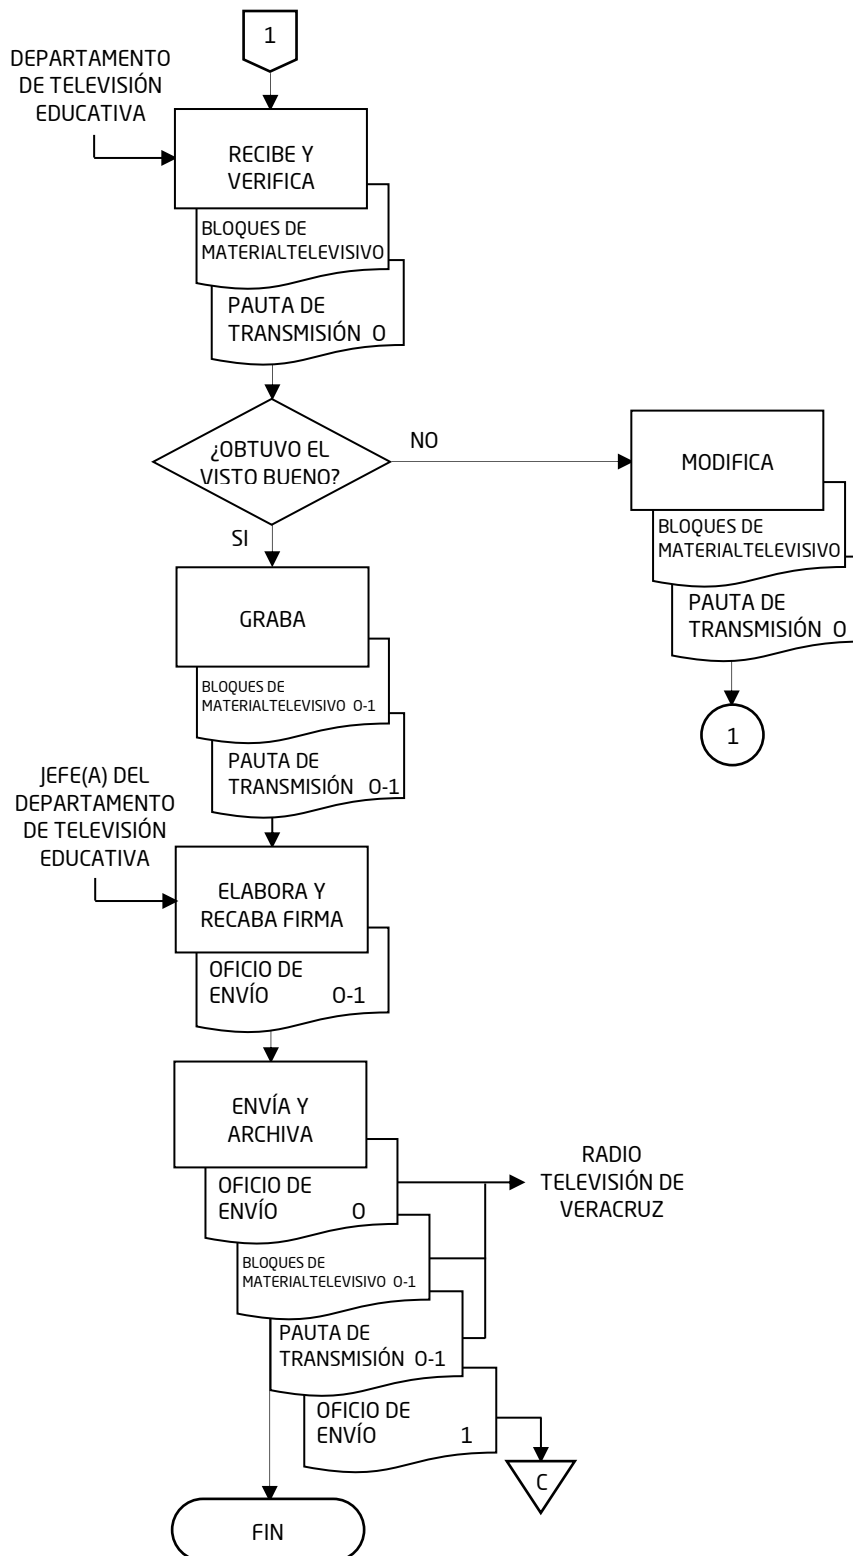 1
DEPARTAMENTO
DE TELEVISIÓN
EDUCATIVA
RECIBE Y
VERIFICA
BLOQUES DE
MATERIALTELEVISIVO
PAUTA DE
TRANSMISIÓN O
¿OBTUVO EL
VISTO BUENO?
NO
MODIFICA
BLOQUES DE
MATERIALTELEVISIVO
PAUTA DE
TRANSMISIÓN O
1
SI
GRABA
BLOQUES DE
MATERIALTELEVISIVO O-1
PAUTA DE
TRANSMISIÓN O-1
JEFE(A) DEL
DEPARTAMENTO
DE TELEVISIÓN
EDUCATIVA
ELABORA Y
RECABA FIRMA
OFICIO DE
ENVÍO O-1
ENVÍA Y
ARCHIVA
OFICIO DE
ENVÍO O
RADIO
TELEVISIÓN DE
VERACRUZ
BLOQUES DE
MATERIALTELEVISIVO O-1
PAUTA DE
TRANSMISIÓN O-1
OFICIO DE
ENVÍO 1
C
FIN